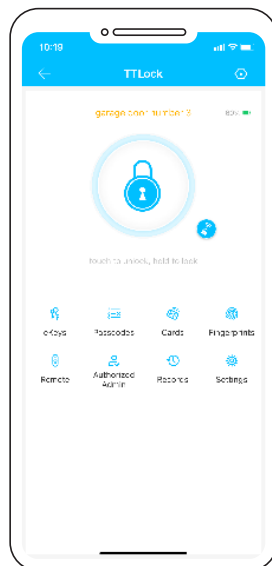 10:19
TTLock
garage door number 3
80%
touch to unlock, hold to lock
eKeys
Passcodes
Cards
Fingerprints
Remote
Authorized
Admin
Records
Settings